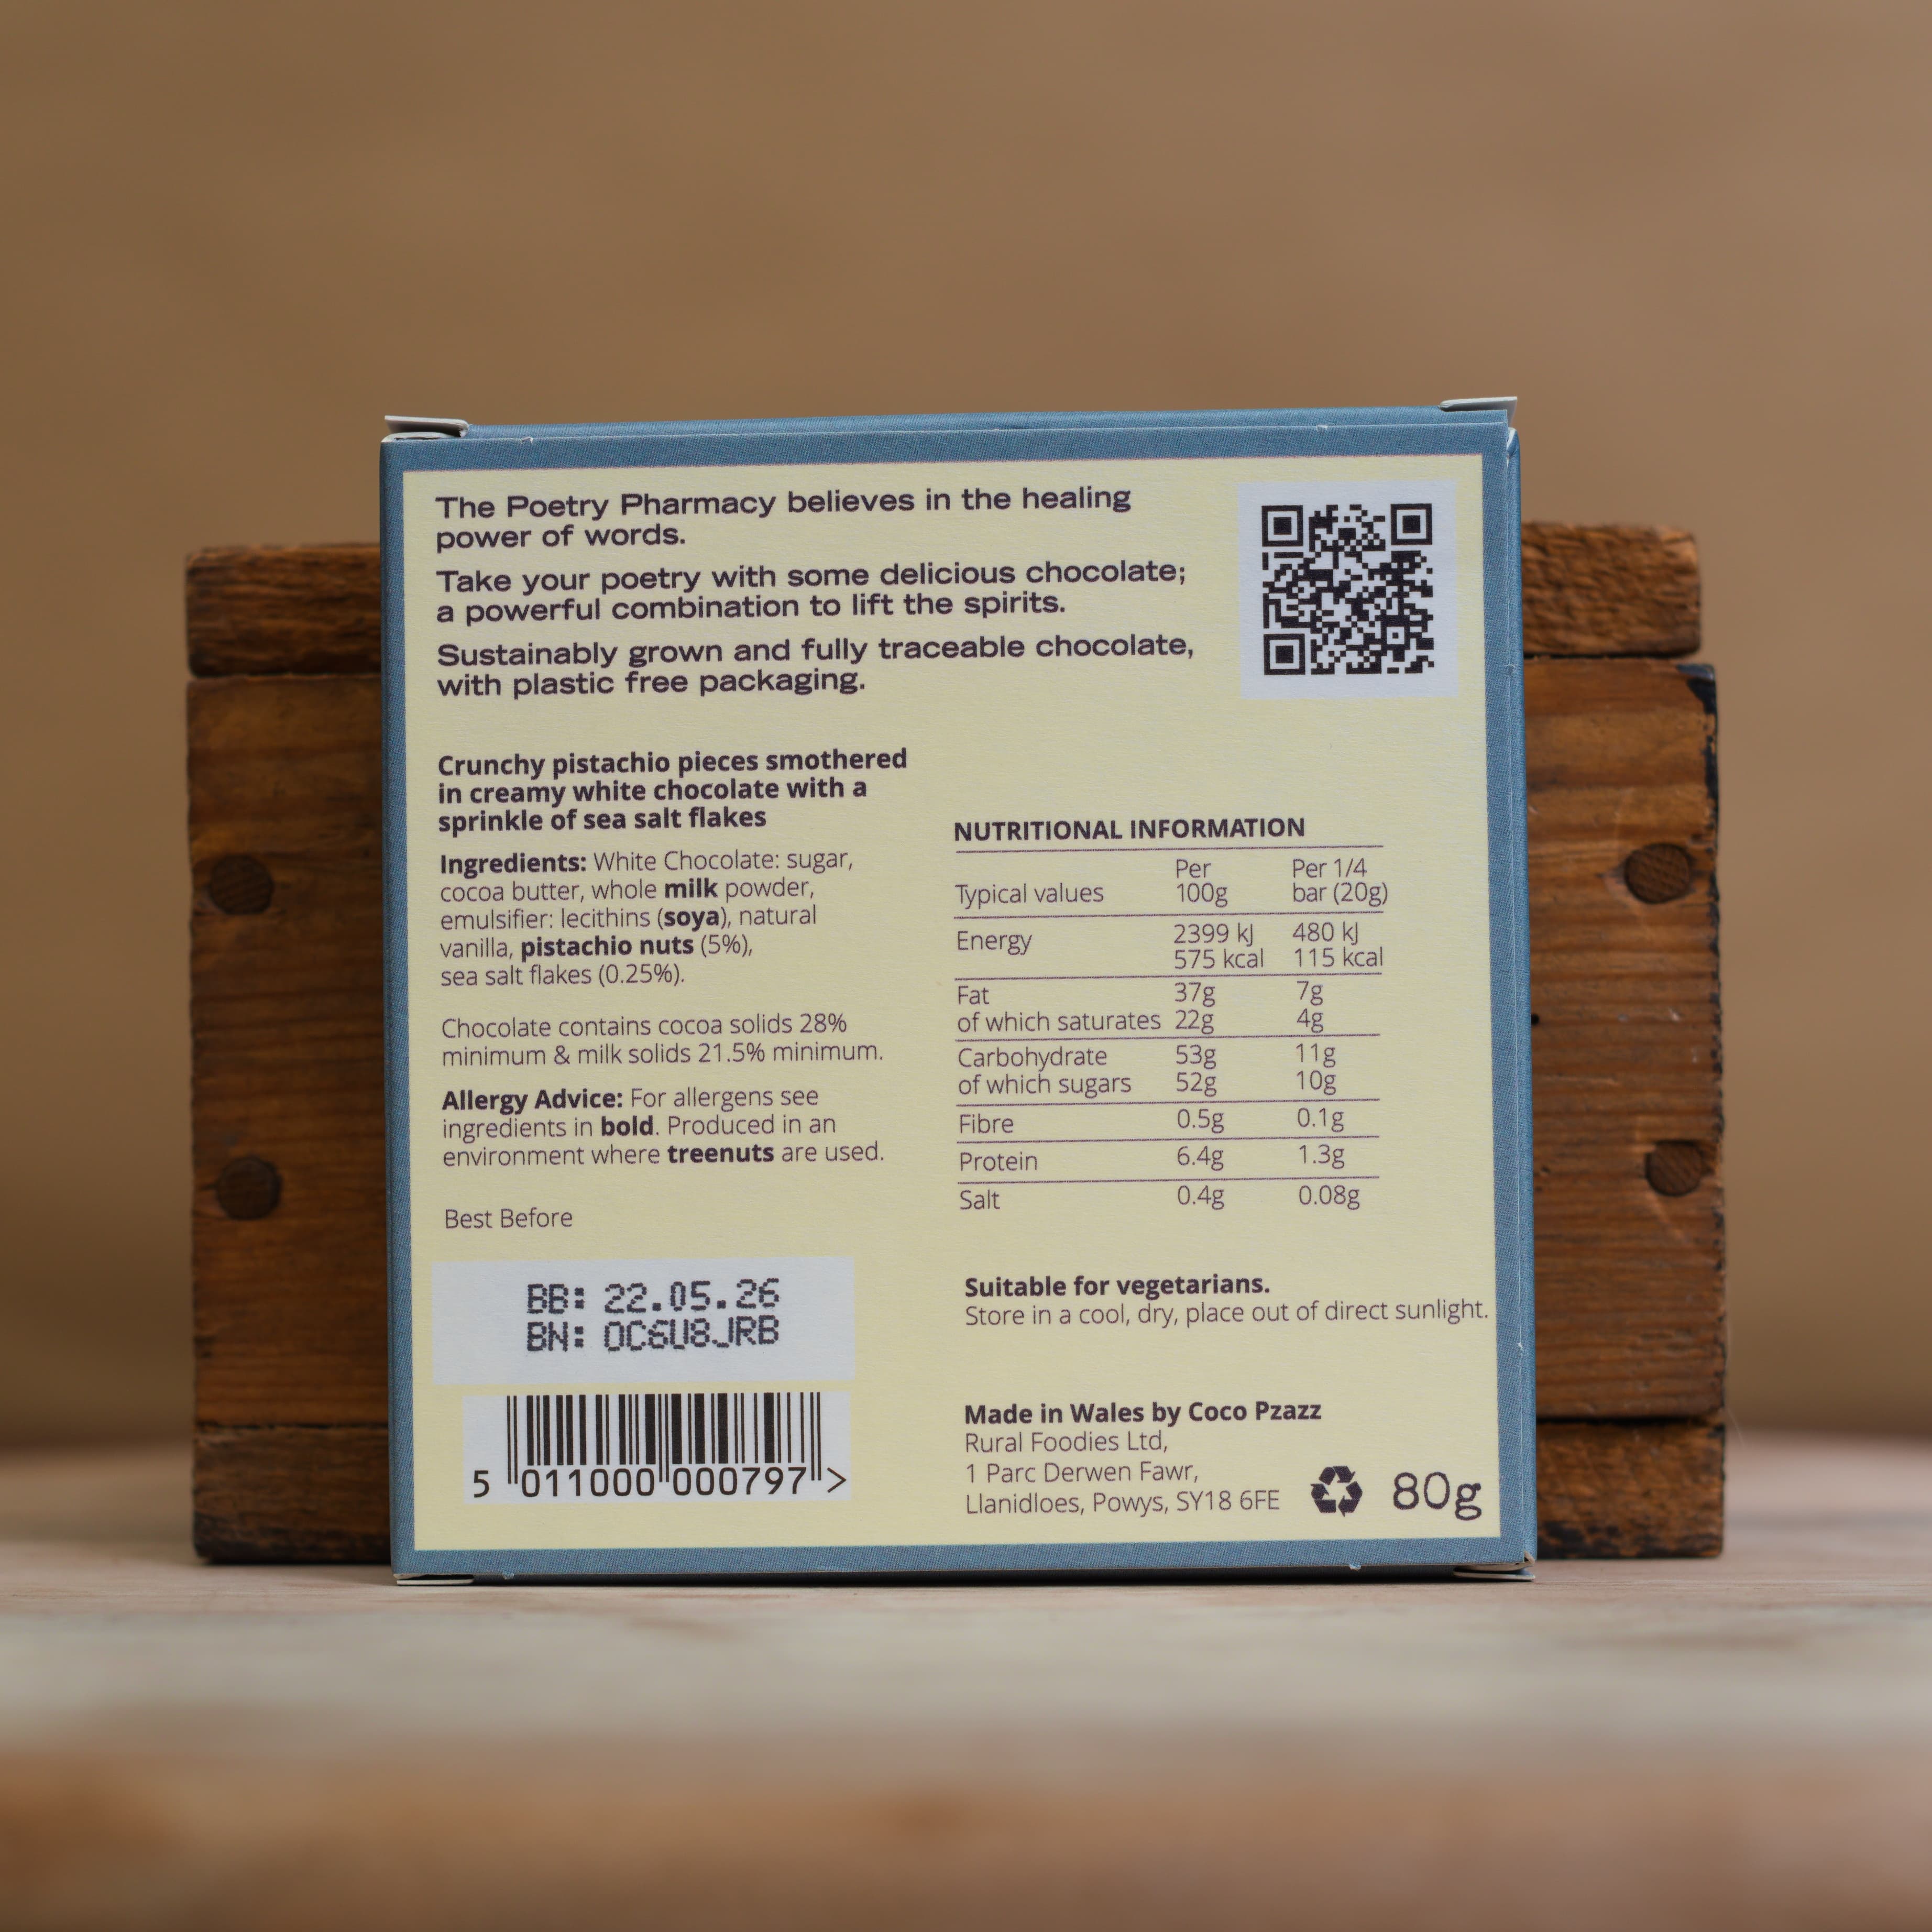 The Poetry Pharmacy believes in the healing
power of words.
Take your poetry with some delicious chocolate;
a powerful combination to lift the spirits.
Sustainably grown and fully traceable chocolate,
with plastic free packaging.
Crunchy pistachio pieces smothered
in creamy white chocolate with a
sprinkle of sea salt flakes
Ingredients: White Chocolate: sugar,
cocoa butter, whole milk powder,
emulsifier: lecithins (soya), natural
vanilla, pistachio nuts (5%),
sea salt flakes (0.25%).
Chocolate contains cocoa solids 28%
minimum & milk solids 21.5% minimum.
Allergy Advice: For allergens see
ingredients in bold. Produced in an
environment where treenuts are used.
Best Before
BB: 22.05.26
BN: OC6U8JRB
5 011000 000797 >
NUTRITIONAL INFORMATION
Typical values Per 100g Per 1/4 bar (20g)
Energy 2399 kJ 480 kJ
575 kcal 115 kcal
Fat 37g 7g
of which saturates 22g 4g
Carbohydrate 53g 11g
of which sugars 52g 10g
Fibre 0.5g 0.1g
Protein 6.4g 1.3g
Salt 0.4g 0.08g
Suitable for vegetarians.
Store in a cool, dry, place out of direct sunlight.
Made in Wales by Coco Pzazz
Rural Foodies Ltd,
1 Parc Derwen Fawr,
Llanidloes, Powys, SY18 6FE
80g